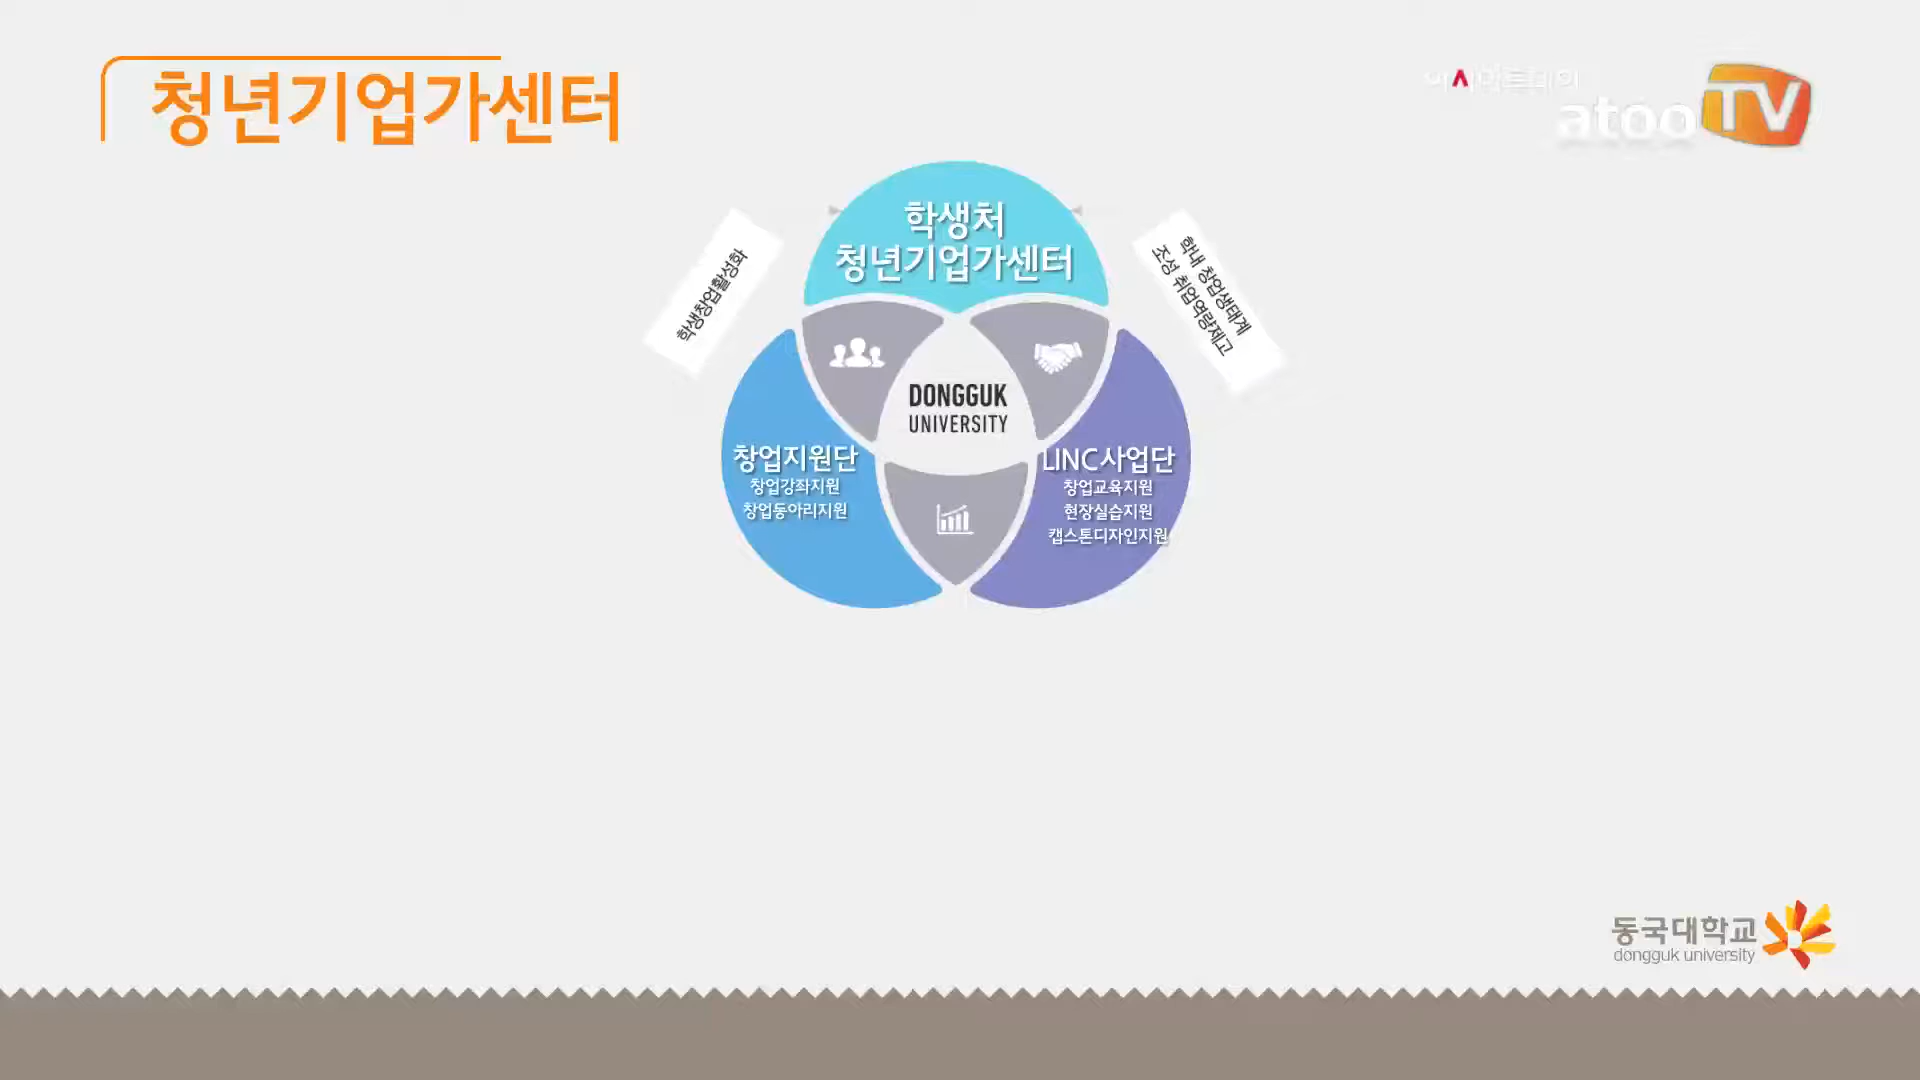 청년기업가센터
아시아투데이
atooTV
학생처
청년기업가센터
학생창업활성화
학내 창업생태계
조성 취업역량제고
DONGGUK
UNIVERSITY
창업지원단
창업강좌지원
창업동아리지원
LINC사업단
창업교육지원
현장실습지원
캡스톤디자인지원
동국대학교
dongguk university